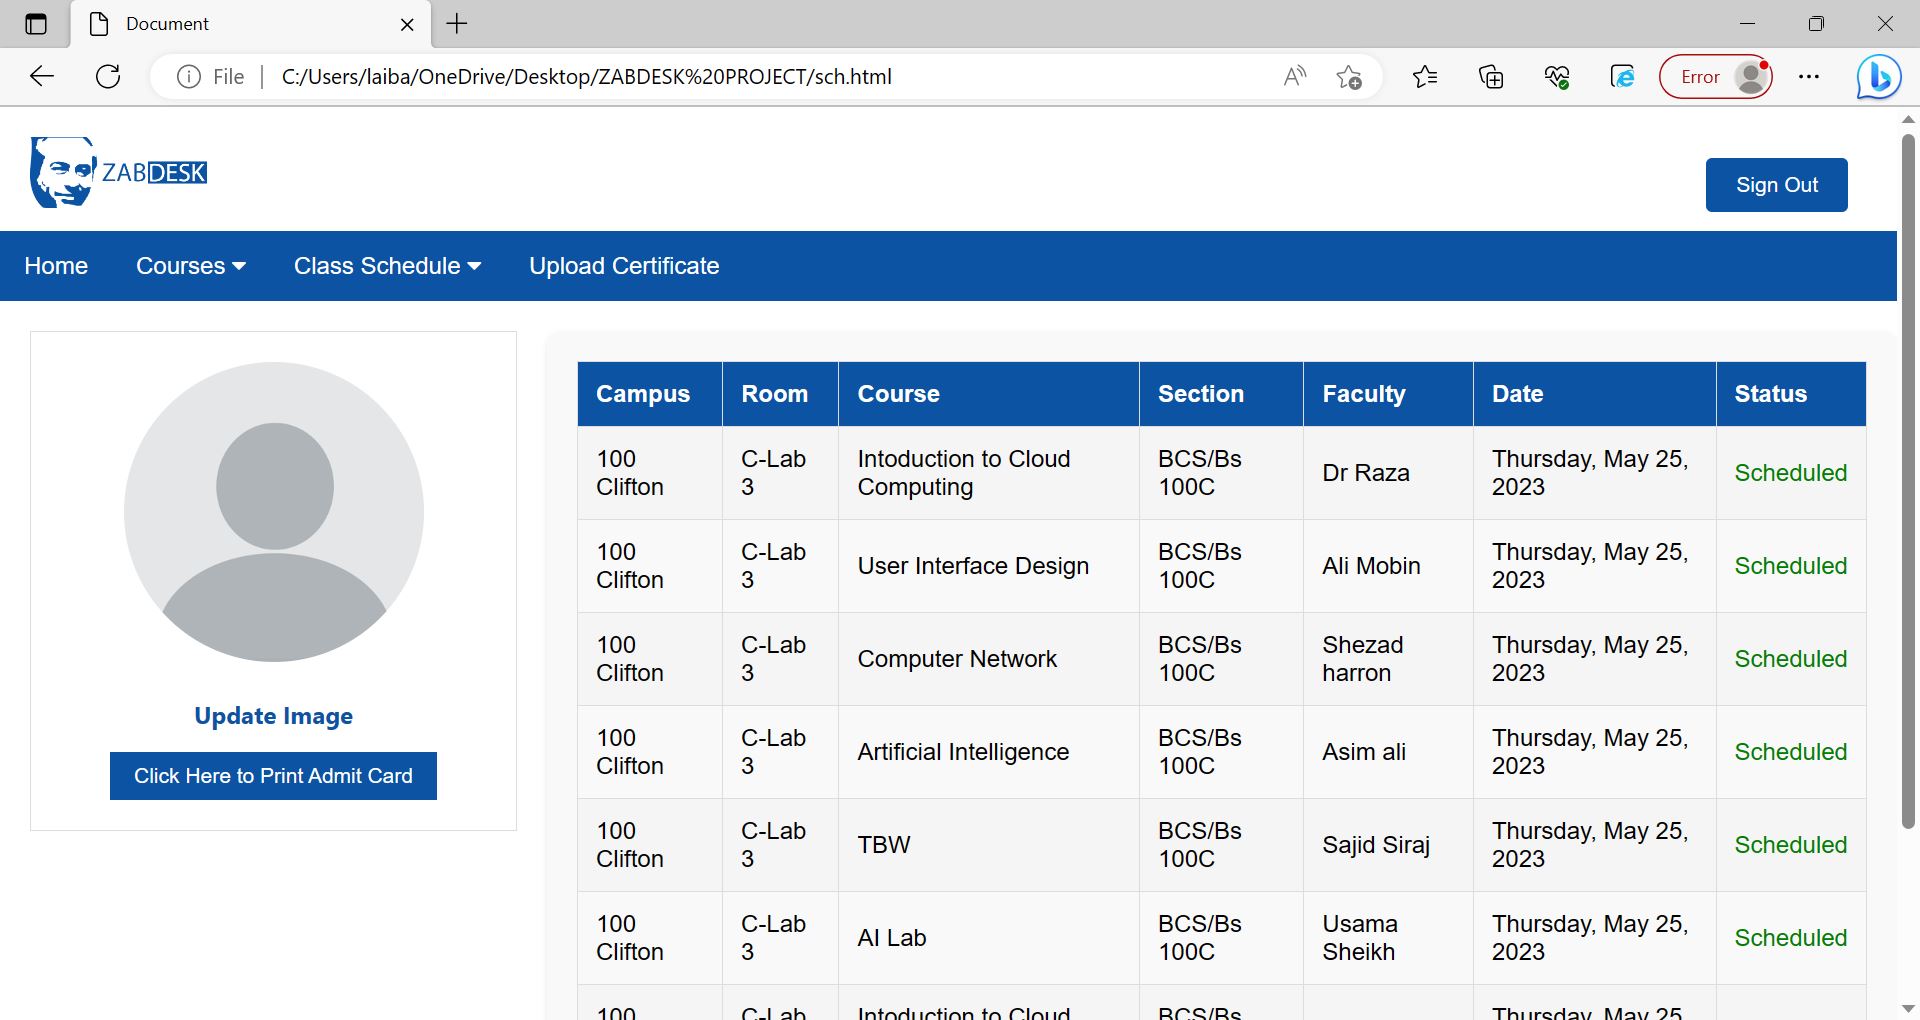 Document
File
C:/Users/laiba/OneDrive/Desktop/ZABDESK%20PROJECT/sch.html
Error
ZABDESK
Sign Out
Home Courses Class Schedule Upload Certificate
Update Image
Click Here to Print Admit Card
Campus Room Course Section Faculty Date Status
100 Clifton C-Lab 3 Intoduction to Cloud Computing BCS/Bs 100C Dr Raza Thursday, May 25, 2023 Scheduled
100 Clifton C-Lab 3 User Interface Design BCS/Bs 100C Ali Mobin Thursday, May 25, 2023 Scheduled
100 Clifton C-Lab 3 Computer Network BCS/Bs 100C Shezad harron Thursday, May 25, 2023 Scheduled
100 Clifton C-Lab 3 Artificial Intelligence BCS/Bs 100C Asim ali Thursday, May 25, 2023 Scheduled
100 Clifton C-Lab 3 TBW BCS/Bs 100C Sajid Siraj Thursday, May 25, 2023 Scheduled
100 Clifton C-Lab 3 AI Lab BCS/Bs 100C Usama Sheikh Thursday, May 25, 2023 Scheduled
100 C-Lab Intoduction to Cloud BCS/Bs Thursday, May 25,